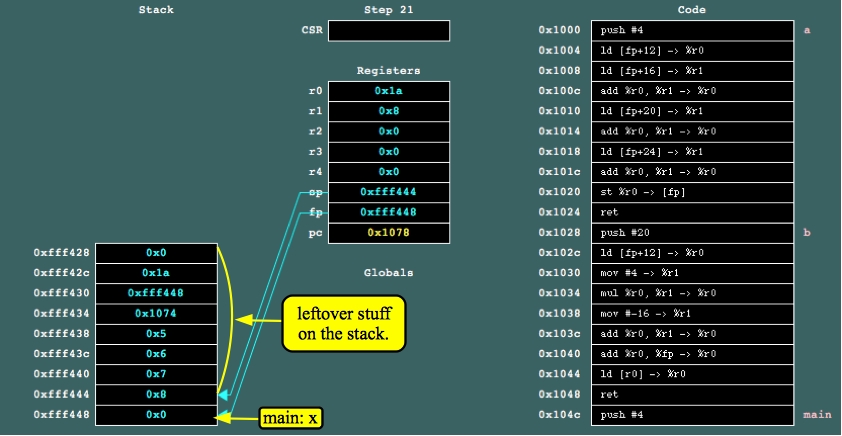 Stack Step 21 Code
CSR 0x1000 push #4 a
0x1004 ld [fp+12] -> %r0
Registers 0x1008 ld [fp+16] -> %r1
r0 0x1a 0x100c add %r0, %r1 -> %r0
r1 0x8 0x1010 ld [fp+20] -> %r1
r2 0x0 0x1014 add %r0, %r1 -> %r0
r3 0x0 0x1018 ld [fp+24] -> %r1
r4 0x0 0x101c add %r0, %r1 -> %r0
sp 0xfff444 0x1020 st %r0 -> [fp]
fp 0xfff448 0x1024 ret
pc 0x1078 0x1028 push #20 b
0xfff428 0x0 0x102c ld [fp+12] -> %r0
0xfff42c 0x1a Globals 0x1030 mov #4 -> %r1
0xfff430 0xfff448 0x1034 mul %r0, %r1 -> %r0
0xfff434 0x1074 leftover stuff 0x1038 mov #-16 -> %r1
0xfff438 0x5 on the stack. 0x103c add %r0, %r1 -> %r0
0xfff43c 0x6 0x1040 add %r0, %fp -> %r0
0xfff440 0x7 0x1044 ld [r0] -> %r0
0xfff444 0x8 0x1048 ret
0xfff448 0x0 main: x 0x104c push #4 main